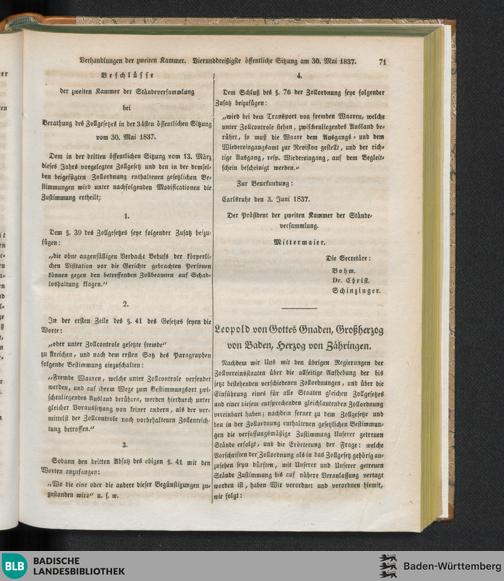 Verhandlungen der zweiten Kammer. Vierunddreißigste öffentliche Sitzung am 30. Mai 1837. 71
Beschlüsse
der zweiten Kammer der Ständeversammlung
bei
Berathung des Zollgesetzes in der 34sten öffentlichen Sitzung
vom 30. Mai 1837.
Dem in der dritten öffentlichen Sitzung vom 13. März
dieses Jahrs vorgelegten Zollgesetz und den in der demsel-
ben beigefügten Zollordnung enthaltenen gesetzlichen Be-
stimmungen wird unter nachfolgenden Modificationen die
Zustimmung ertheilt;
1.
Dem §. 39 des Zollgesetzes seye folgender Zusatz beizu-
fügen:
„die ohne augenfälligen Verdacht Behufs der körperli-
chen Visitation vor die Gerichte gebrachten Personen
können gegen den betreffenden Zollbeamten auf Schad-
loshaltung klagen.“
2.
In der ersten Zeile des §. 41 des Gesetzes seyen die
Worte:
„oder unter Zollcontrole gesetzte fremde“
zu streichen, und nach dem ersten Satz des Paragraphen
folgende Bestimmung einzuschalten:
„Fremde Waaren, welche unter Zollcontrole versendet
werden, und auf ihrem Wege zum Bestimmungsort zwi-
schenliegendes Ausland berühren, werden hierdurch unter
gleicher Voraussetzung von keiner andern, als der ver-
mittelst der Zollcontrole noch vorbehaltenen Zollentrich-
tung betroffen.“
3.
Sodann den dritten Absatz des obigen §. 41 mit den
Worten anzufangen:
„Wo die eine oder die andere dieser Begünstigungen zu-
zustanden wird“ u. s. w.
4.
Dem Schluß des §. 76 der Zollordnung seye folgender
Zusatz beizufügen:
„wird bei dem Transport von fremden Waaren, welche
unter Zollcontrole stehen, zwischenliegendes Ausland be-
rührt, so muß die Waare dem Ausgangs- und dem
Wiedereingangsamt zur Revision gestellt, und der rich-
tige Ausgang, resp. Wiedereingang, auf dem Begleit-
schein bescheinigt werden.“
Zur Beurkundung:
Carlsruhe den 3. Juni 1837.
Der Präsident der zweiten Kammer der Stände-
versammlung.
Mittermaier.
Die Secretäre:
Bohm.
Dr. Christ.
Schinzinger.
Leopold von Gottes Gnaden, Großherzog
von Baden, Herzog von Zähringen.
Nachdem wir Uns mit den übrigen Regierungen der
Zollvereinsstaaten über die allseitige Aufhebung der bis
jetzt bestehenden verschiedenen Zollordnungen, und über die
Einführung eines für alle Staaten gleichen Zollgesetzes
und einer diesem entsprechenden gleichlautenden Zollordnung
vereinbart haben; nachdem ferner zu dem Zollgesetz und
den in der Zollordnung enthaltenen gesetzlichen Bestimmun-
gen die verfassungsmäßige Zustimmung Unserer getreuen
Stände erfolgt, und die Erörterung der Frage: welche
Vorschriften der Zollordnung als in das Zollgesetz gehörig an-
zusehen seyn dürften, mit Unserer und Unserer getreuen
Stände Zustimmung bis auf nähere Veranlassung vertagt
worden ist, haben Wir verordnet und verordnen hiemit,
wie folgt:
BLB BADISCHE
LANDESBIBLIOTHEK
Baden-Württemberg